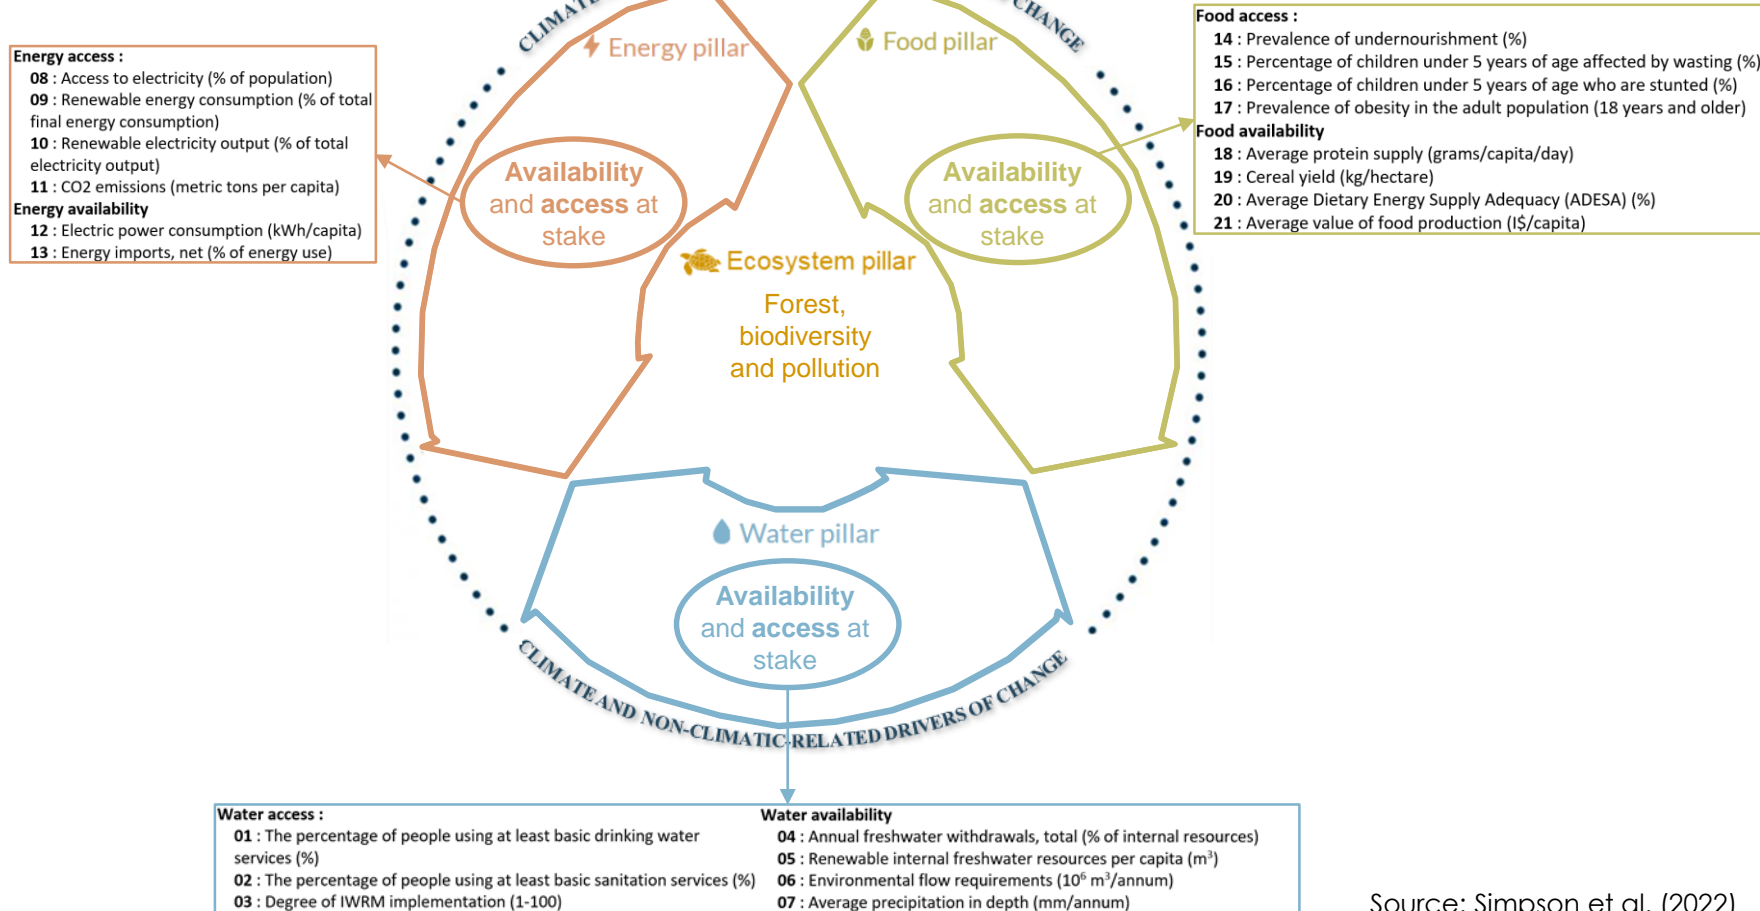 CLIMATE
CHANGE
Energy access :
08 : Access to electricity (% of population)
09 : Renewable energy consumption (% of total
final energy consumption)
10 : Renewable electricity output (% of total
electricity output)
11 : CO2 emissions (metric tons per capita)
Energy availability
12 : Electric power consumption (kWh/capita)
13 : Energy imports, net (% of energy use)
Energy pillar
Availability
and access at
stake
Food pillar
Availability
and access at
stake
Food access :
14 : Prevalence of undernourishment (%)
15 : Percentage of children under 5 years of age affected by wasting (%)
16 : Percentage of children under 5 years of age who are stunted (%)
17 : Prevalence of obesity in the adult population (18 years and older)
Food availability
18 : Average protein supply (grams/capita/day)
19 : Cereal yield (kg/hectare)
20 : Average Dietary Energy Supply Adequacy (ADESA) (%)
21 : Average value of food production (I$/capita)
Ecosystem pillar
Forest,
biodiversity
and pollution
Water pillar
Availability
and access at
stake
CLIMATE AND NON-CLIMATIC-RELATED DRIVERS OF CHANGE
Water access :
01 : The percentage of people using at least basic drinking water
services (%)
02 : The percentage of people using at least basic sanitation services (%)
03 : Degree of IWRM implementation (1-100)
Water availability
04 : Annual freshwater withdrawals, total (% of internal resources)
05 : Renewable internal freshwater resources per capita (m³)
06 : Environmental flow requirements (10⁶ m³/annum)
07 : Average precipitation in depth (mm/annum)
Source: Simpson et al. (2022)